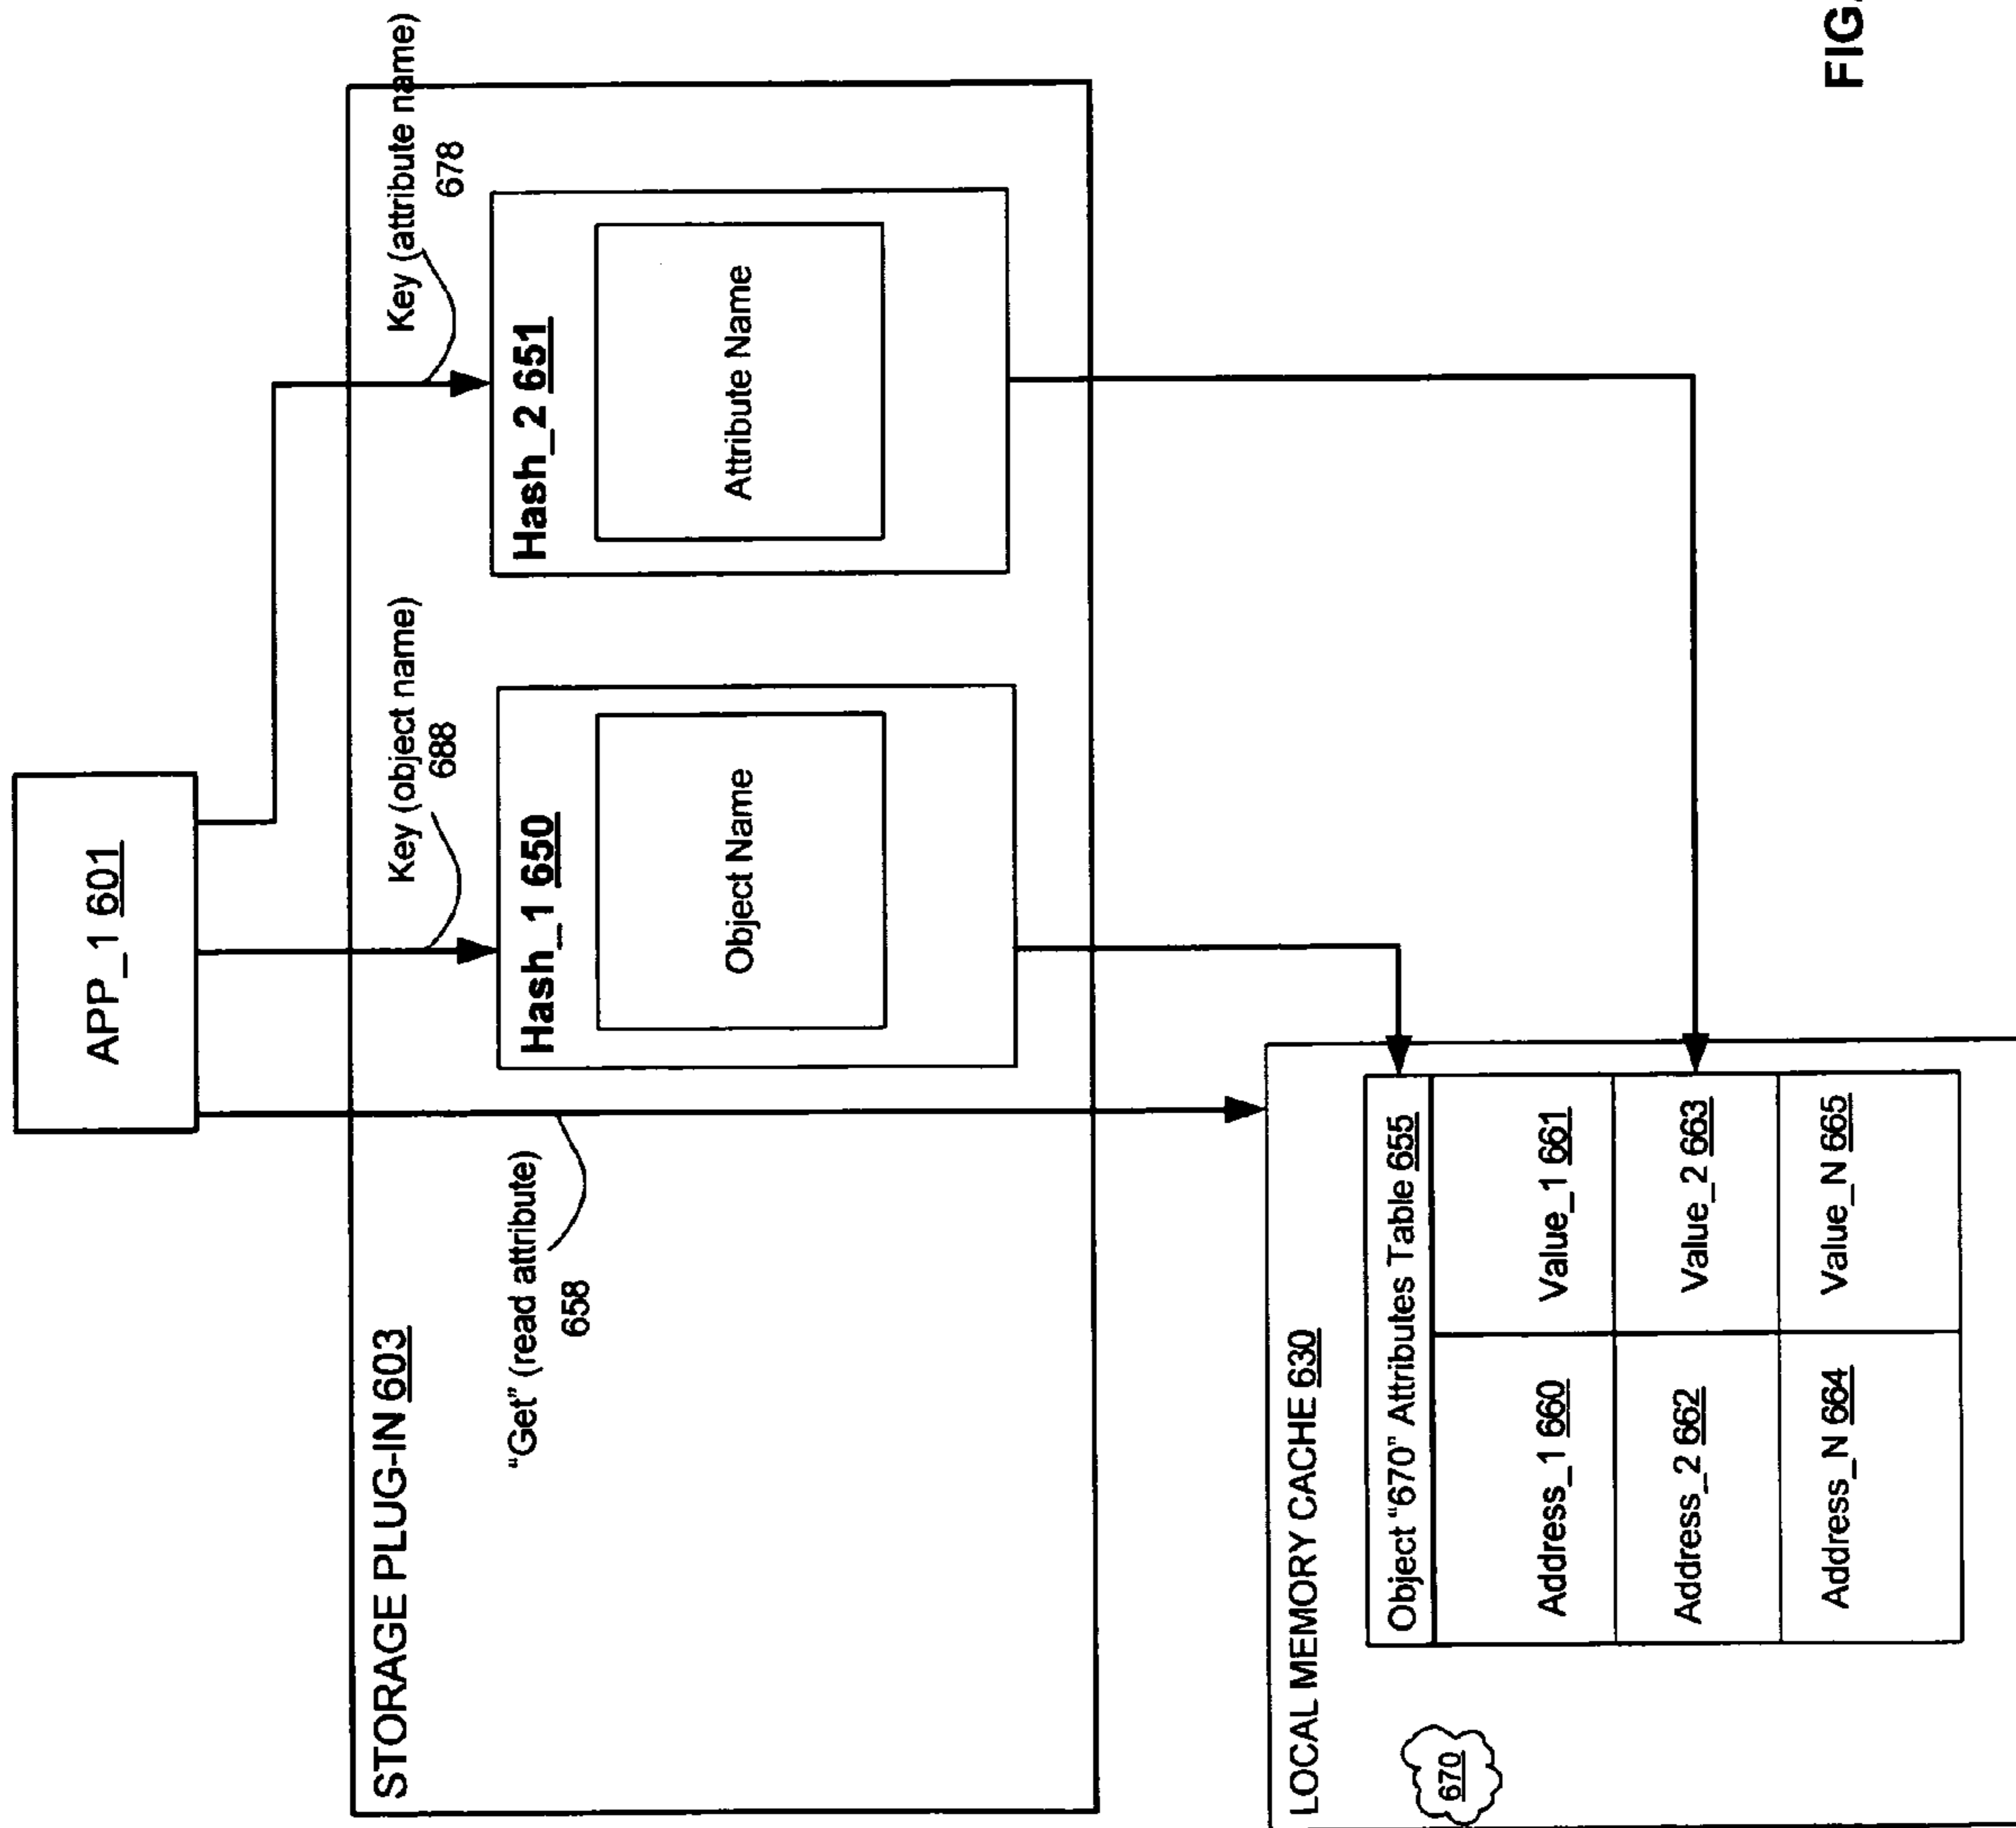 APP_1 601
Key (attribute name)
678
Key (object name)
688
STORAGE PLUG-IN 603
"Get" (read attribute)
658
Hash_1 650
Object Name
Hash_2 651
Attribute Name
LOCAL MEMORY CACHE 630
670
Object "670" Attributes Table 655
Address_1 660
Value_1 661
Address_2 662
Value_2 663
Address_N 664
Value_N 665
FIG.